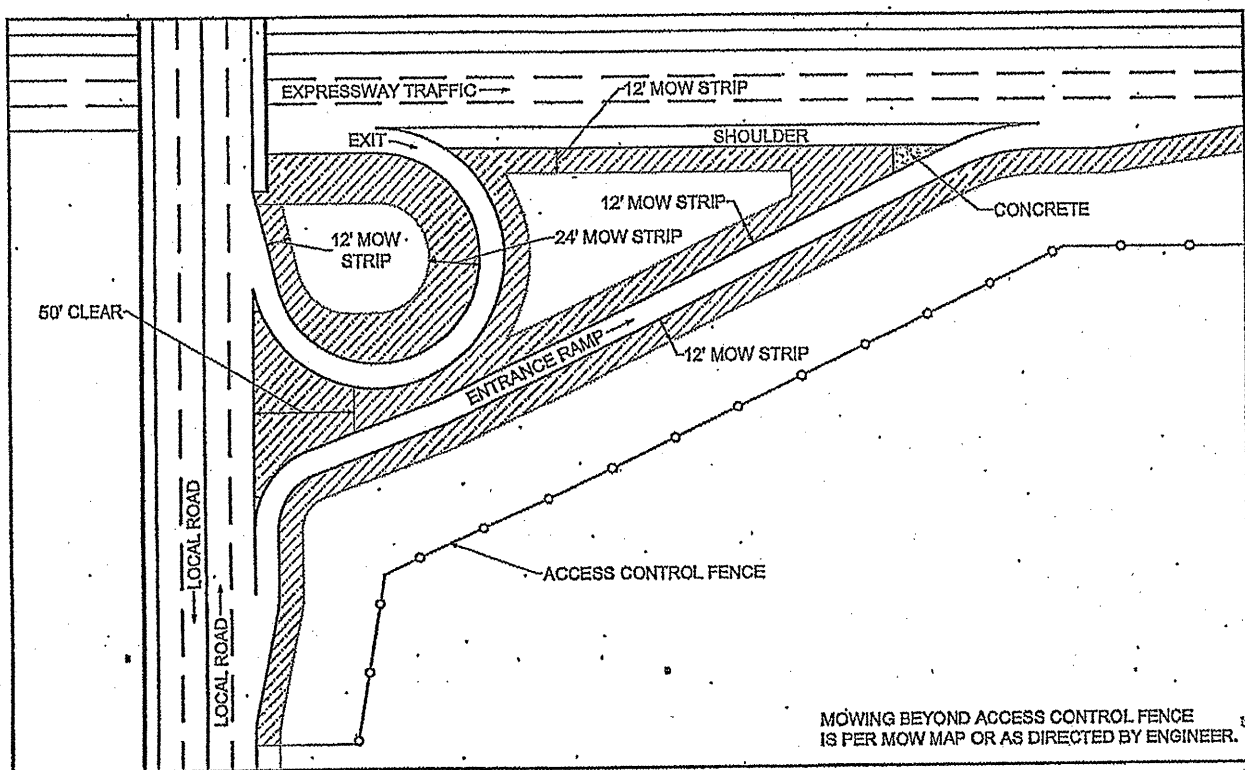 EXPRESSWAY TRAFFIC
12' MOW STRIP
EXIT
SHOULDER
12' MOW STRIP
CONCRETE
12' MOW
STRIP
24' MOW STRIP
50' CLEAR
ENTRANCE RAMP
12' MOW STRIP
LOCAL ROAD
LOCAL ROAD
ACCESS CONTROL FENCE
MOWING BEYOND ACCESS CONTROL FENCE
IS PER MOW MAP OR AS DIRECTED BY ENGINEER.